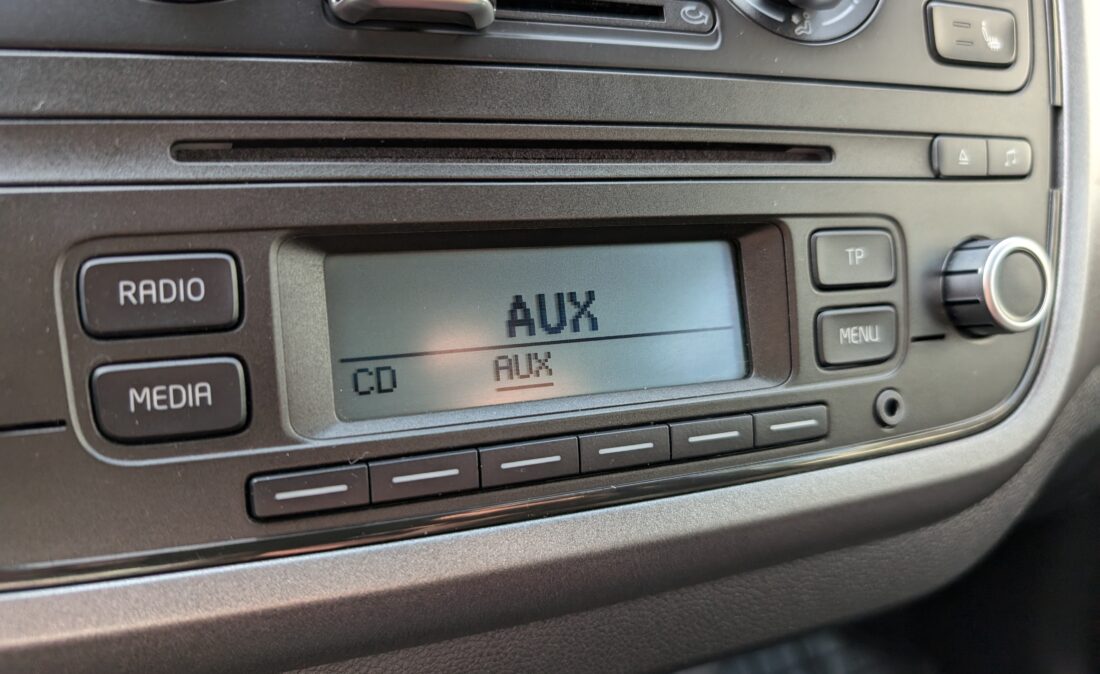 RADIO
AUX
TP
MENU
MEDIA
CD AUX